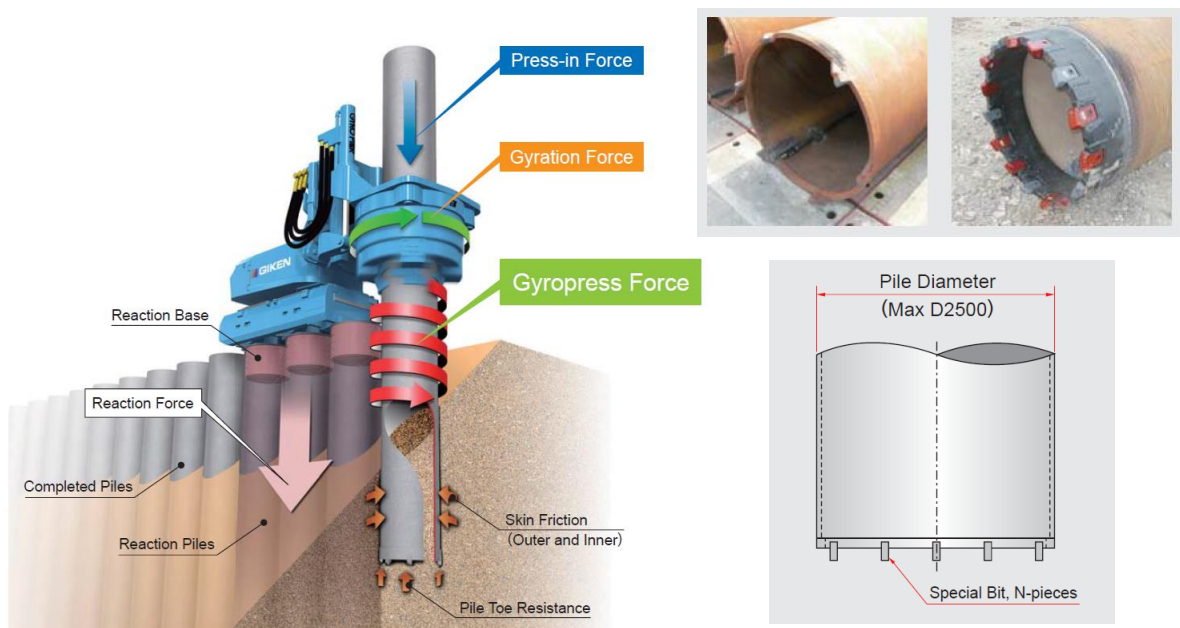 Press-in Force
Gyration Force
GIKEN
Gyropress Force
Reaction Base
Reaction Force
Completed Piles
Reaction Piles
Skin Friction
(Outer and Inner)
Pile Toe Resistance
Pile Diameter
(Max D2500)
Special Bit, N-pieces